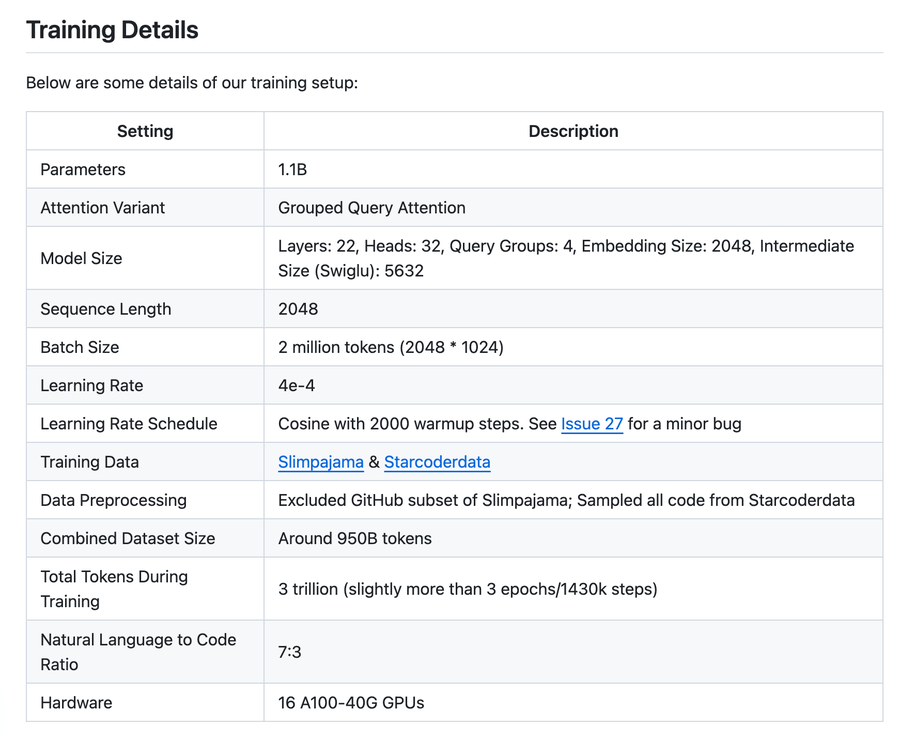 Training Details
Below are some details of our training setup:
Setting Description
Parameters 1.1B
Attention Variant Grouped Query Attention
Model Size Layers: 22, Heads: 32, Query Groups: 4, Embedding Size: 2048, Intermediate
Size (Swiglu): 5632
Sequence Length 2048
Batch Size 2 million tokens (2048 * 1024)
Learning Rate 4e-4
Learning Rate Schedule Cosine with 2000 warmup steps. See Issue 27 for a minor bug
Training Data Slimpajama & Starcoderdata
Data Preprocessing Excluded GitHub subset of Slimpajama; Sampled all code from Starcoderdata
Combined Dataset Size Around 950B tokens
Total Tokens During
Training 3 trillion (slightly more than 3 epochs/1430k steps)
Natural Language to Code
Ratio 7:3
Hardware 16 A100-40G GPUs